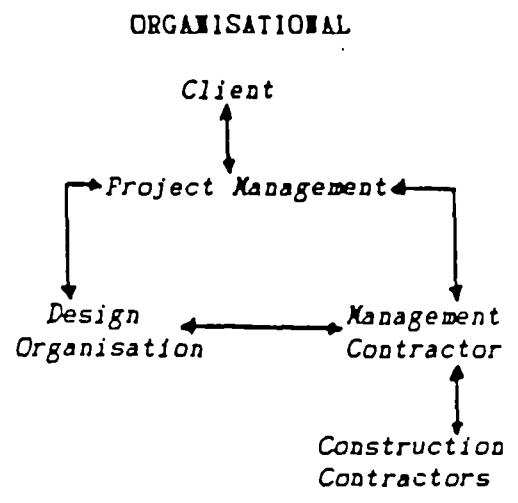 ORGANISATIONAL
Client
Project Management
Design
Organisation
Management
Contractor
Construction
Contractors